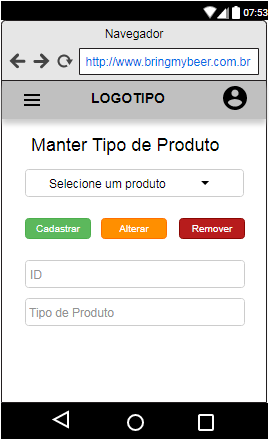 07:53
Navegador
http://www.bringmybeer.com.br
LOGOTIPO
Manter Tipo de Produto
Selecione um produto
Cadastrar Alterar Remover
ID
Tipo de Produto